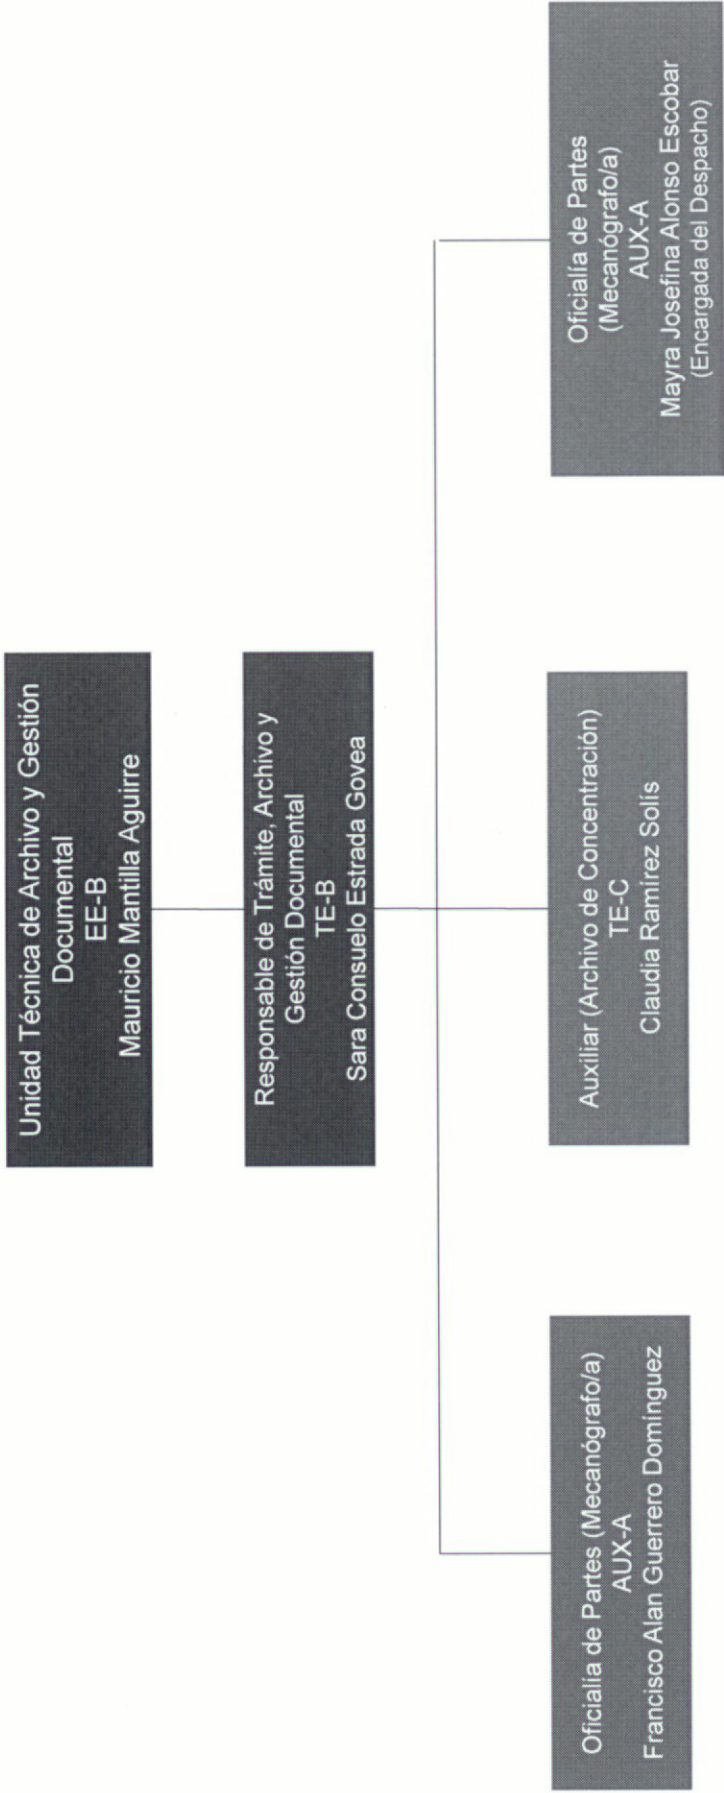 Unidad Técnica de Archivo y Gestión
Documental
EE-B
Mauricio Mantilla Aguirre
Responsable de Trámite, Archivo y
Gestión Documental
TE-B
Sara Consuelo Estrada Govea
Oficialía de Partes (Mecanógrafo/a)
AUX-A
Francisco Alan Guerrero Domínguez
Auxiliar (Archivo de Concentración)
TE-C
Claudia Ramírez Solís
Oficialía de Partes
(Mecanógrafo/a)
AUX-A
Mayra Josefina Alonso Escobar
(Encargada del Despacho)